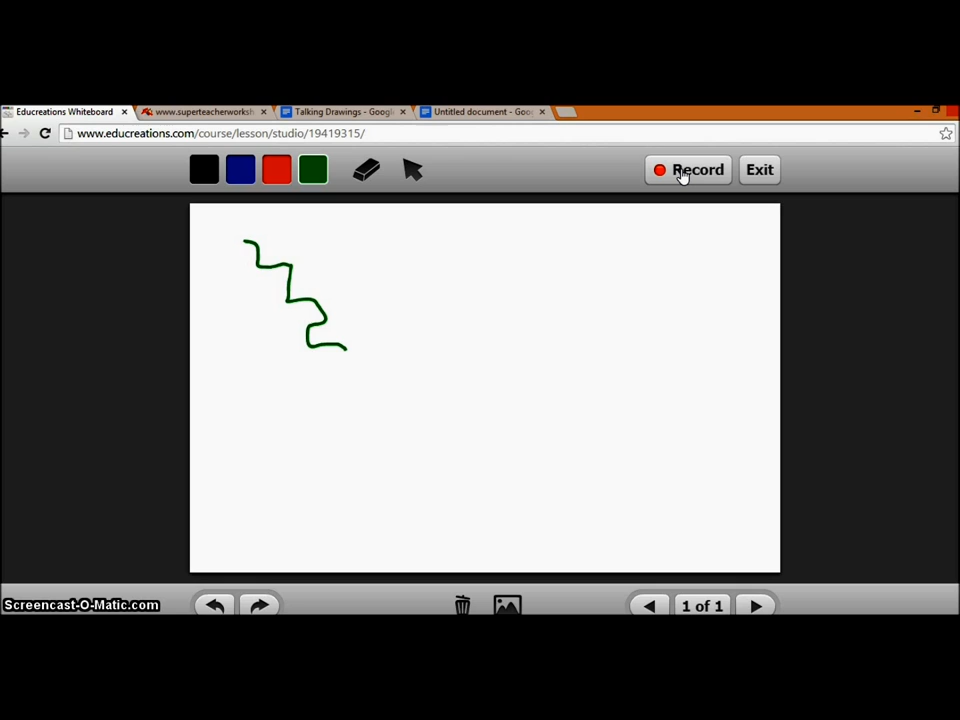 Educreations Whiteboard
www.superteacherworksh
Talking Drawings - Googl
Untitled document - Goo
www.educreations.com/course/lesson/studio/19419315/
Record
Exit
1 of 1
Screencast-O-Matic.com